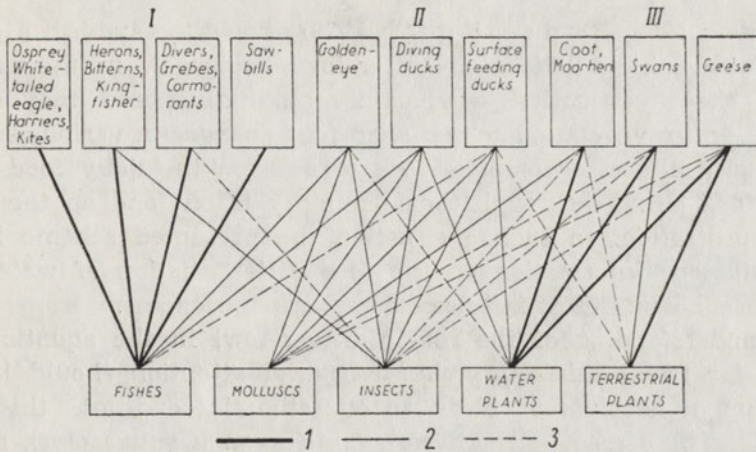 I II III
Osprey
White-
tailed
eagle,
Harriers,
Kites
Herons,
Bitterns,
King-
fisher
Divers,
Grebes,
Cormo-
rants
Saw-
bills
Golden-
eye
Diving
ducks
Surface
feeding
ducks
Coot,
Moorhen
Swans
Geese
FISHES
MOLLUSCS
INSECTS
WATER
PLANTS
TERRESTRIAL
PLANTS
1 2 3